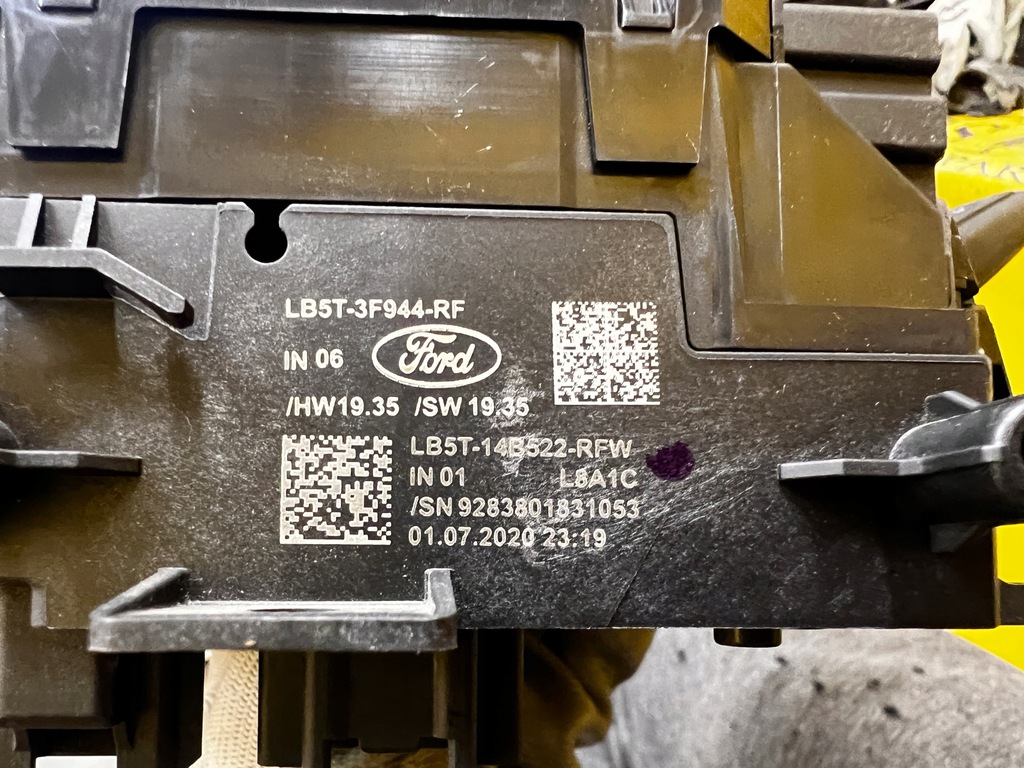 LB5T-3F944-RF
IN 06 Ford
/HW19.35 /SW 19.35
LB5T-14B522-RFW
IN 01 L8A1C
/SN 9283801831053
01.07.2020 23:19